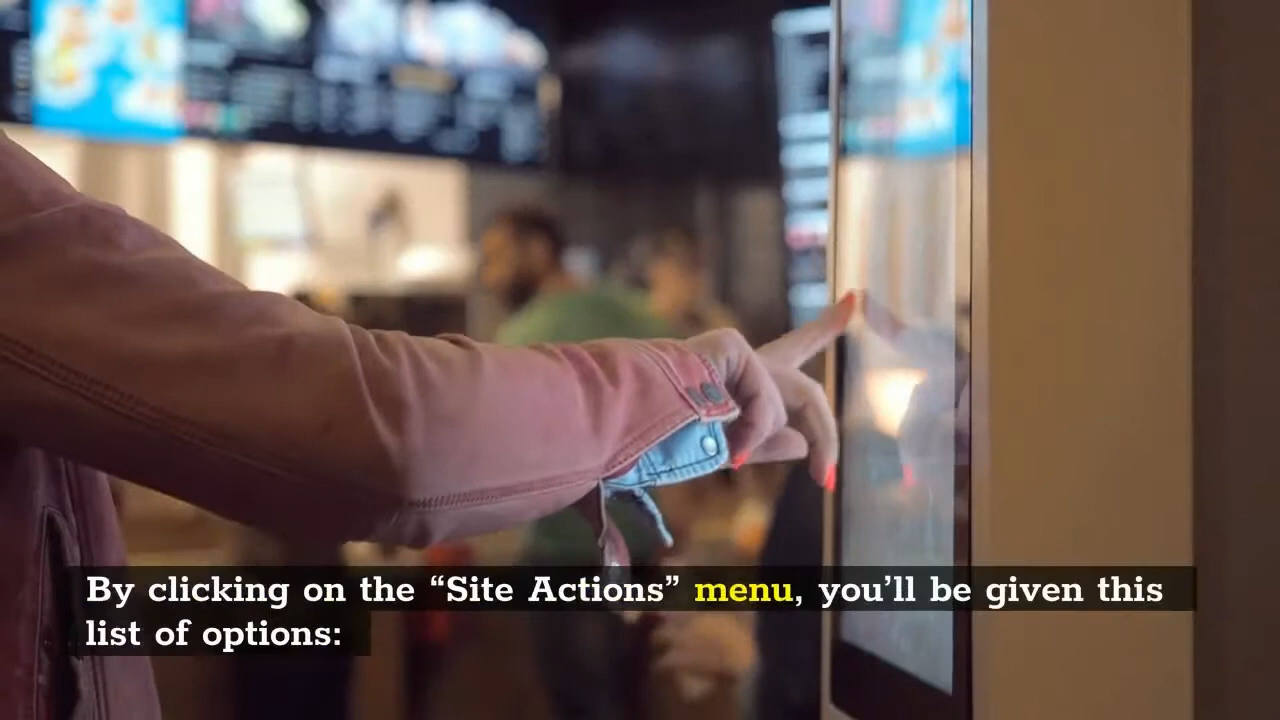 By clicking on the “Site Actions” menu, you’ll be given this
list of options: